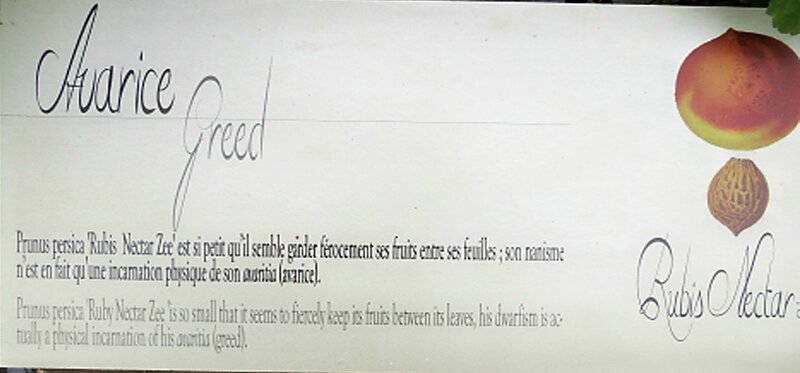 Avarice
Greed
Prunus persica 'Rubis Nectar Zee' est si petit qu'il semble garder férocement ses fruits entre ses feuilles ; son nanisme
n'est en fait qu'une incarnation physique de son avaritia (avarice).
Prunus persica 'Ruby Nectar Zee' is so small that it seems to fiercely keep its fruits between its leaves, his dwarfism is ac-
tually a physical incarnation of his avaritia (greed).
Rubis Nectar